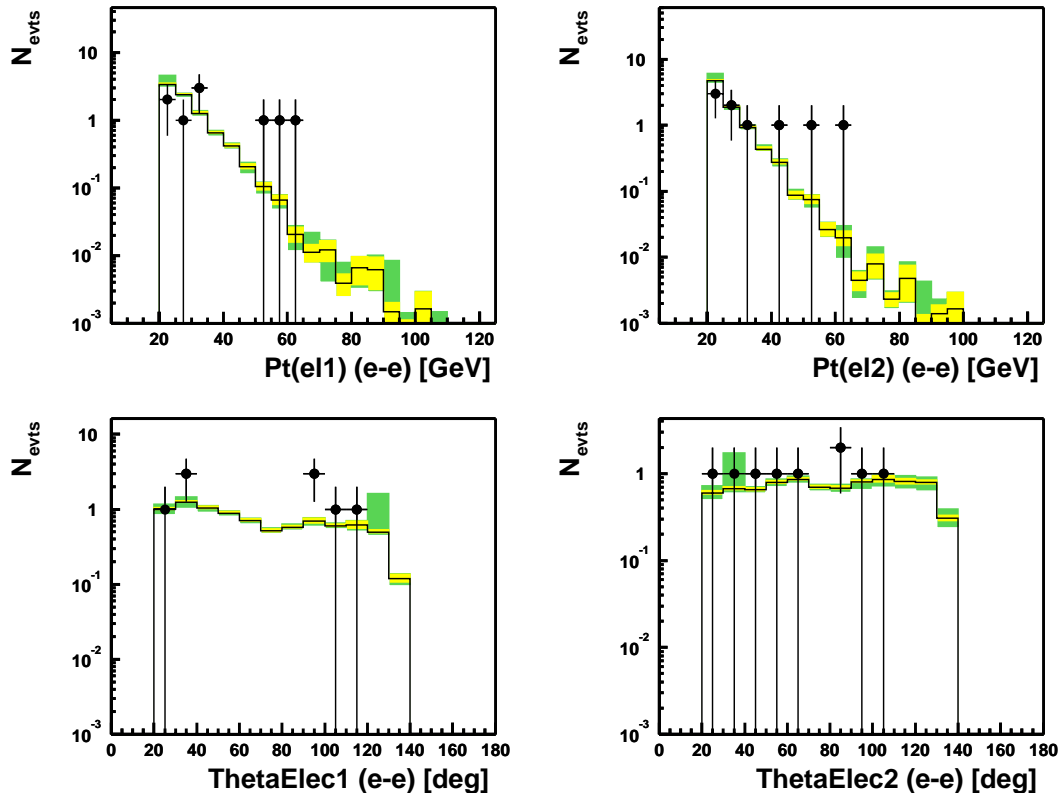 N_evts
10
1
10^-1
10^-2
10^-3
20 40 60 80 100 120
Pt(el1) (e-e) [GeV]
N_evts
10
1
10^-1
10^-2
10^-3
20 40 60 80 100 120
Pt(el2) (e-e) [GeV]
N_evts
10
1
10^-1
10^-2
10^-3
0 20 40 60 80 100 120 140 160 180
ThetaElec1 (e-e) [deg]
N_evts
1
10^-1
10^-2
10^-3
0 20 40 60 80 100 120 140 160 180
ThetaElec2 (e-e) [deg]